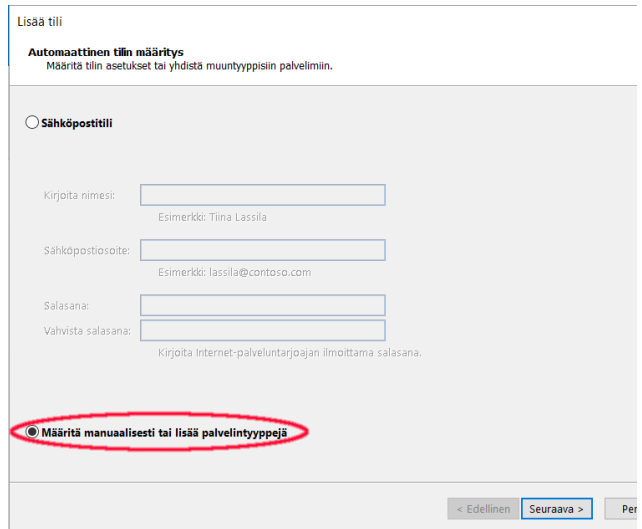 Lisää tili
Automaattinen tilin määritys
Määritä tilin asetukset tai yhdistä muuntyyppisiin palvelimiin.
Sähköpostitili
Kirjoita nimesi:
Esimerkki: Tiina Lassila
Sähköpostiosoite:
Esimerkki: lassila@contoso.com
Salasana:
Vahvista salasana:
Kirjoita Internet-palveluntarjoajan ilmoittama salasana.
Määritä manuaalisesti tai lisää palvelintyyppejä
< Edellinen Seuraava > Per